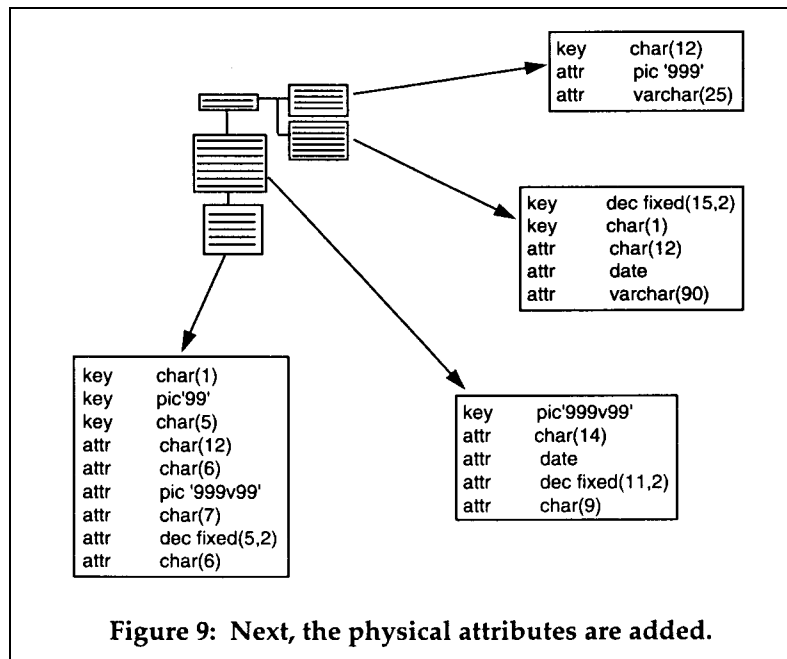 key char(12)
attr pic '999'
attr varchar(25)
key dec fixed(15,2)
key char(1)
attr char(12)
attr date
attr varchar(90)
key char(1)
key pic'99'
key char(5)
attr char(12)
attr char(6)
attr pic '999v99'
attr char(7)
attr dec fixed(5,2)
attr char(6)
key pic'999v99'
attr char(14)
attr date
attr dec fixed(11,2)
attr char(9)
Figure 9: Next, the physical attributes are added.